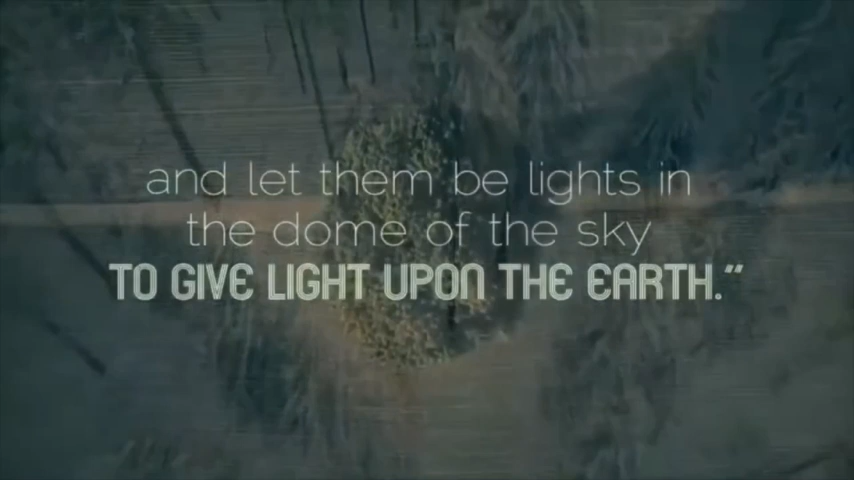 and let them be lights in
the dome of the sky
TO GIVE LIGHT UPON THE EARTH.”